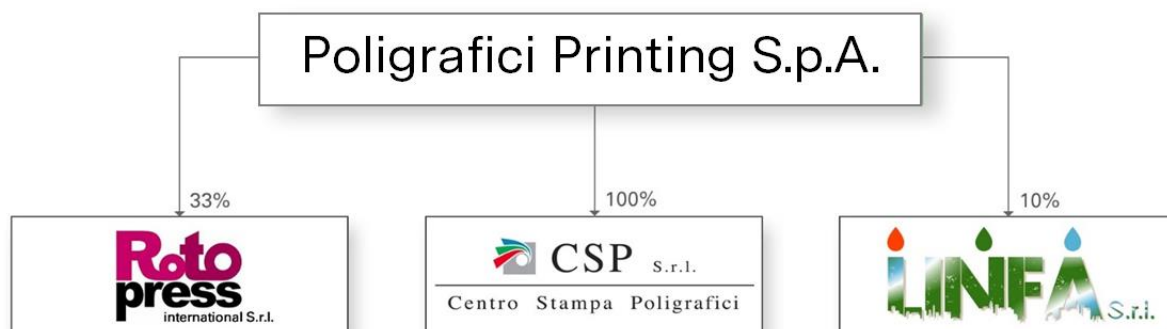 Poligrafici Printing S.p.A.
33%
100%
10%
Roto
press
international S.r.l.
CSP S.r.l.
Centro Stampa Poligrafici
LINFA S.r.l.